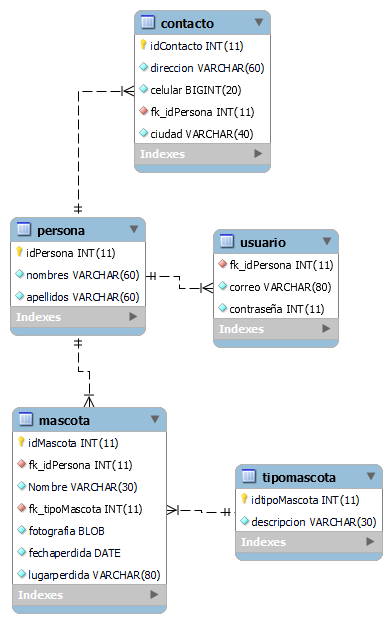 contacto
idContacto INT(11)
direccion VARCHAR(60)
celular BIGINT(20)
fk_idPersona INT(11)
ciudad VARCHAR(40)
Indexes
persona
idPersona INT(11)
nombres VARCHAR(60)
apellidos VARCHAR(60)
Indexes
usuario
fk_idPersona INT(11)
correo VARCHAR(80)
contraseña INT(11)
Indexes
mascota
idMascota INT(11)
fk_idPersona INT(11)
Nombre VARCHAR(30)
fk_tipoMascota INT(11)
fotografia BLOB
fechaperdida DATE
lugarperdida VARCHAR(80)
Indexes
tipomascota
idtipoMascota INT(11)
descripcion VARCHAR(30)
Indexes